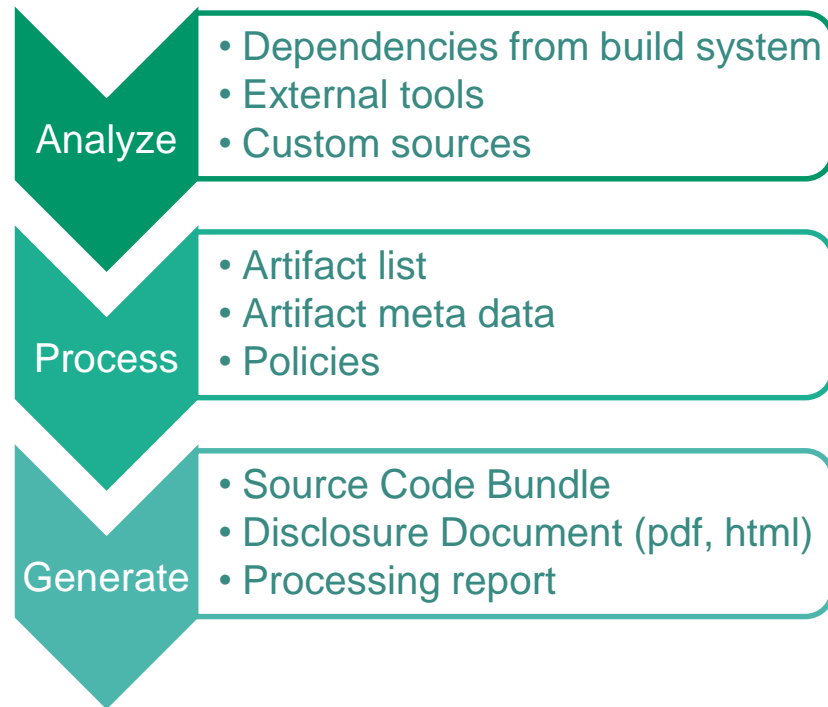 Analyze
• Dependencies from build system
• External tools
• Custom sources
Process
• Artifact list
• Artifact meta data
• Policies
Generate
• Source Code Bundle
• Disclosure Document (pdf, html)
• Processing report